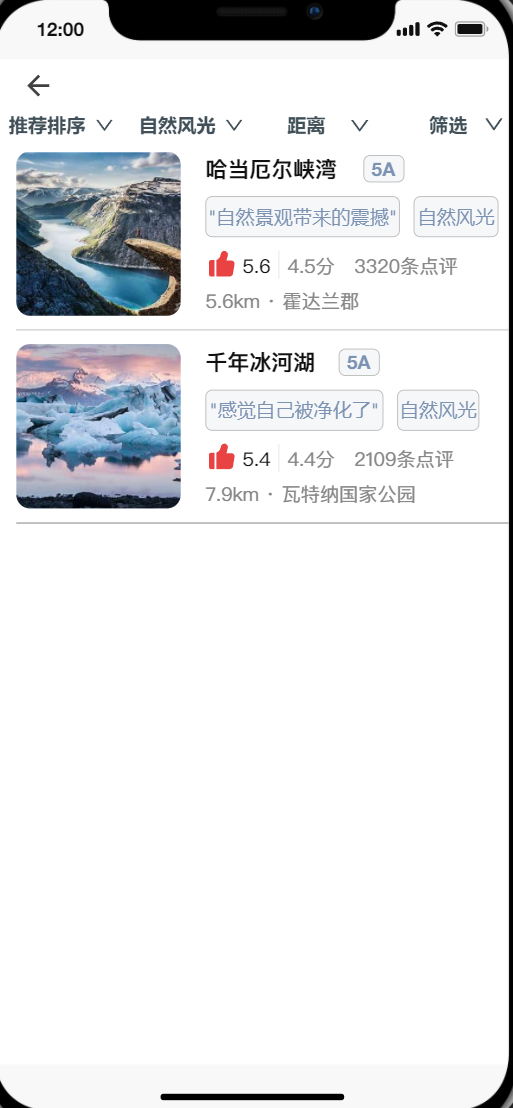 12:00
推荐排序 自然风光 距离 筛选
哈当厄尔峡湾 5A
"自然景观带来的震撼" 自然风光
5.6 4.5分 3320条点评
5.6km · 霍达兰郡
千年冰河湖 5A
"感觉自己被净化了" 自然风光
5.4 4.4分 2109条点评
7.9km · 瓦特纳国家公园